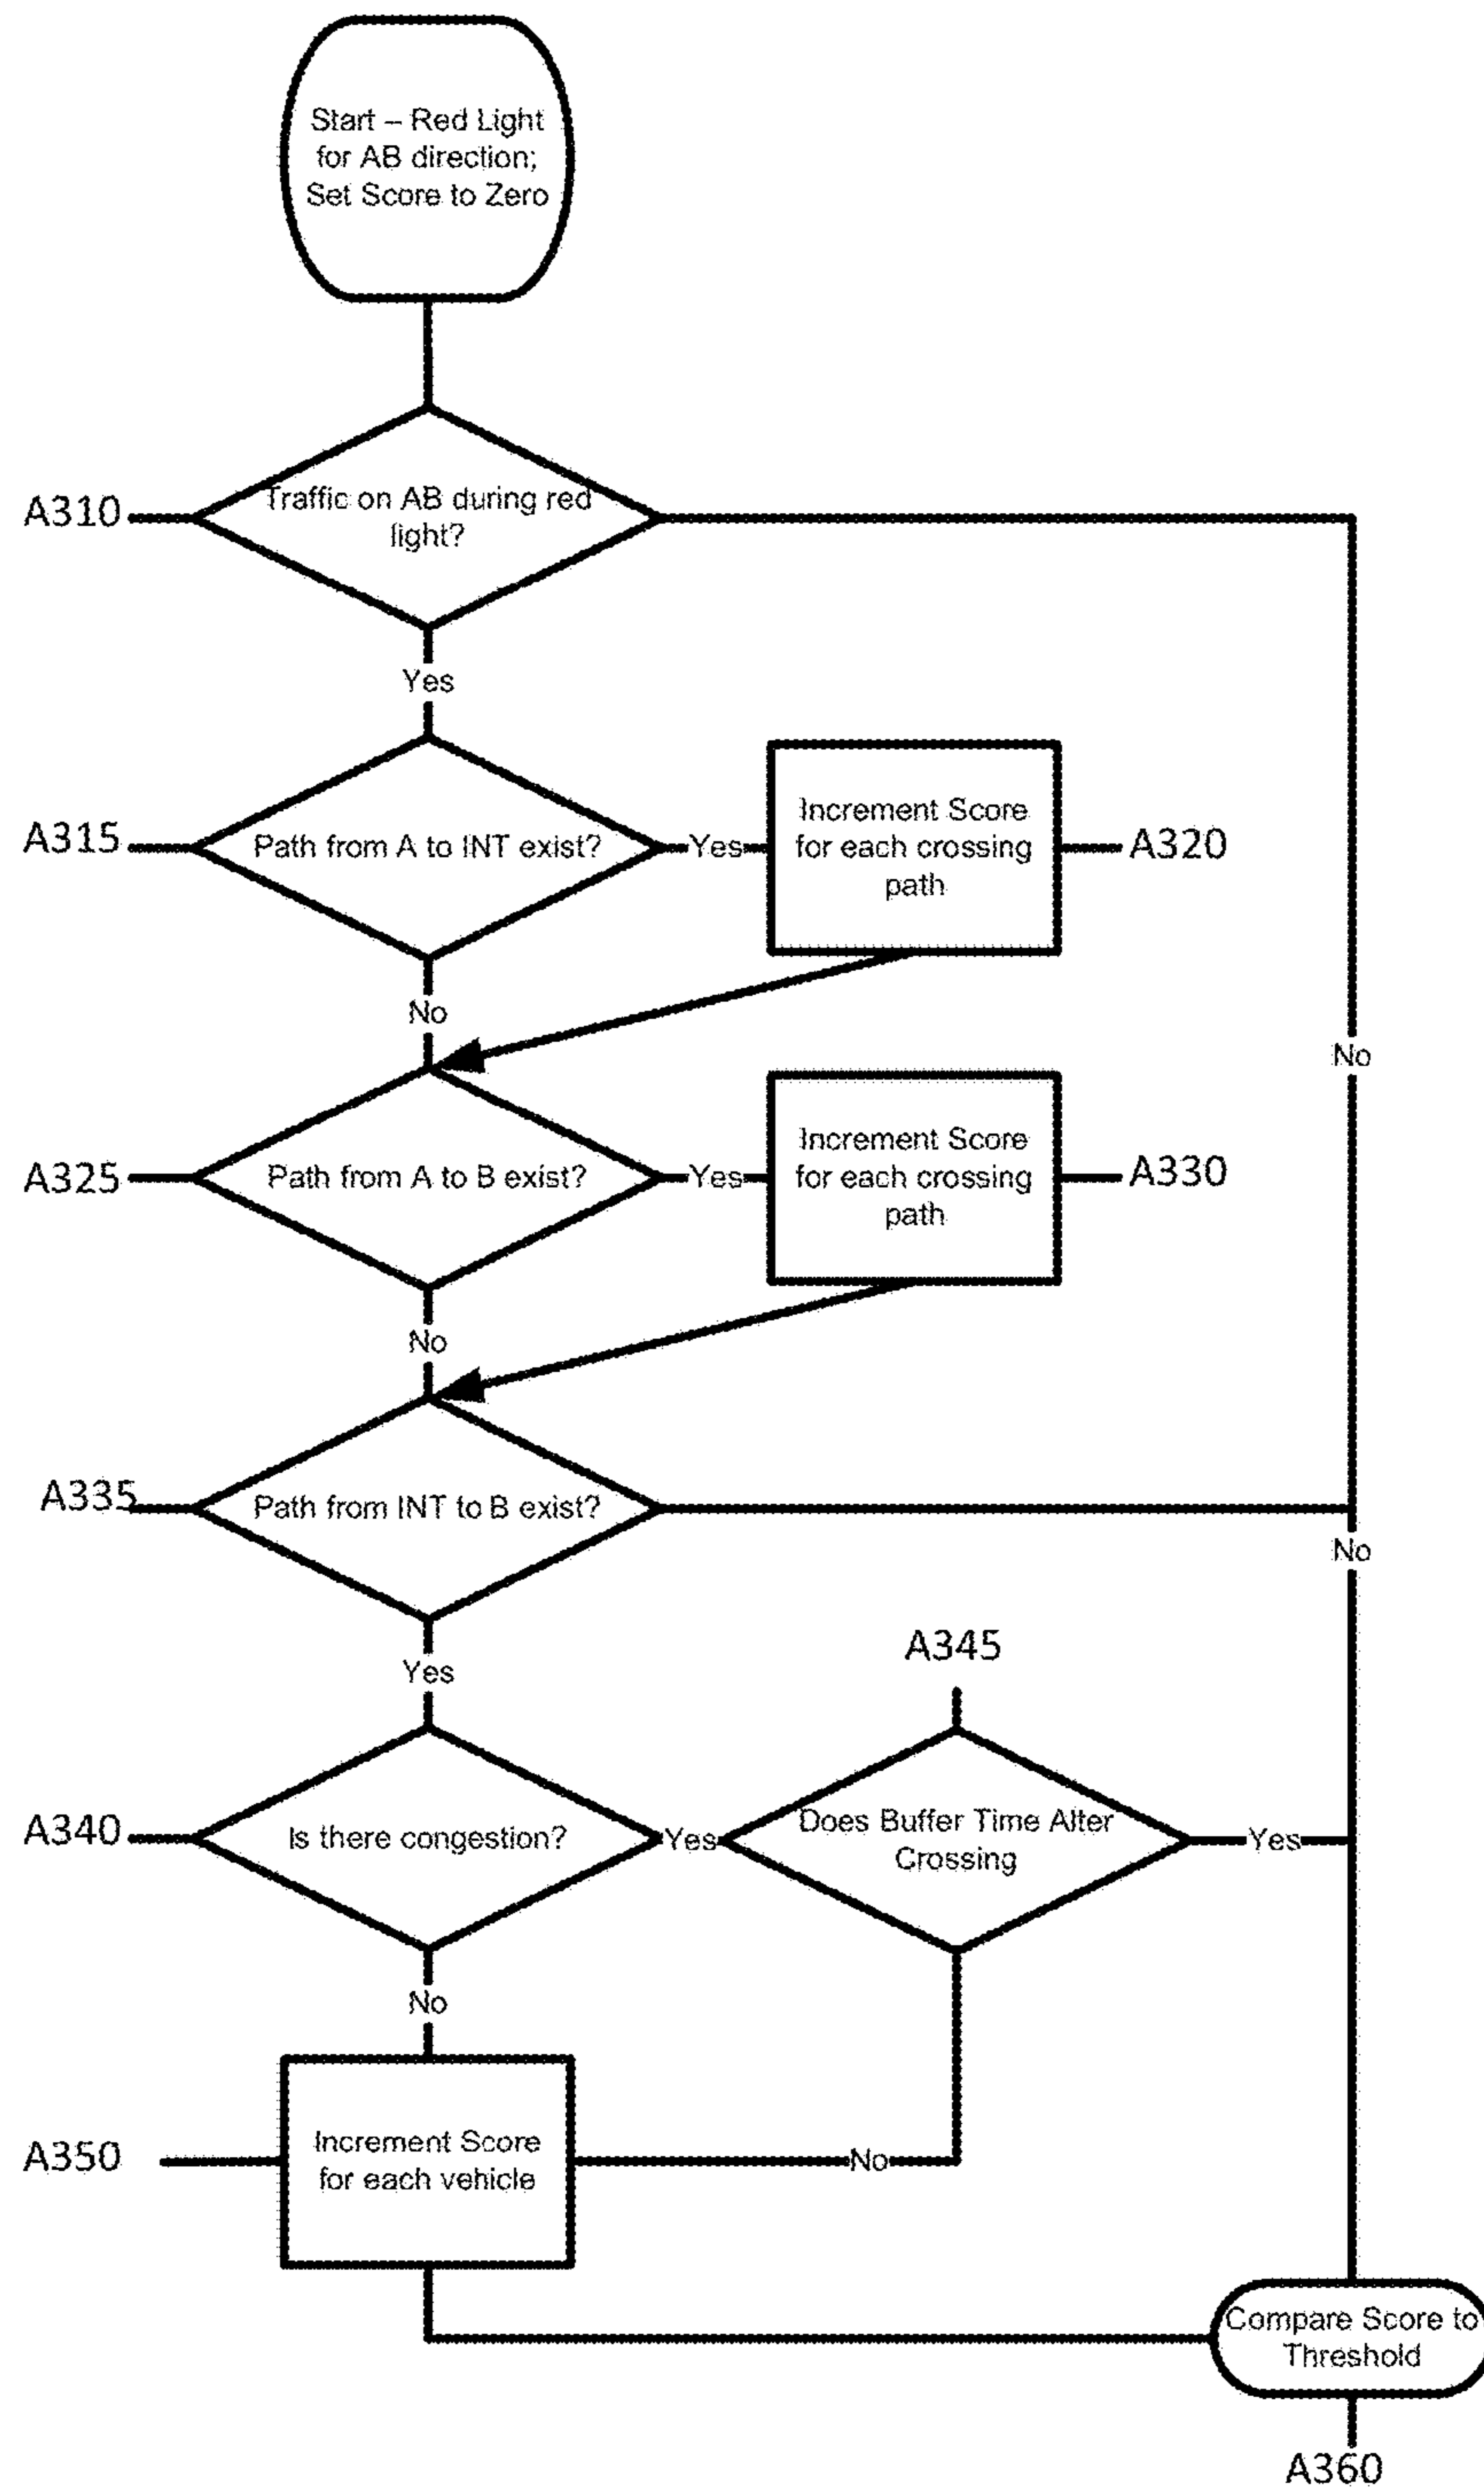 Start – Red Light
for AB direction;
Set Score to Zero
A310
Traffic on AB during red
light?
Yes
A315
Path from A to INT exist?
Yes
Increment Score
for each crossing
path
A320
No
No
A325
Path from A to B exist?
Yes
Increment Score
for each crossing
path
A330
No
A335
Path from INT to B exist?
No
Yes
A345
A340
Is there congestion?
Yes
Does Buffer Time Alter
Crossing
Yes
No
A350
Increment Score
for each vehicle
No
Compare Score to
Threshold
A360